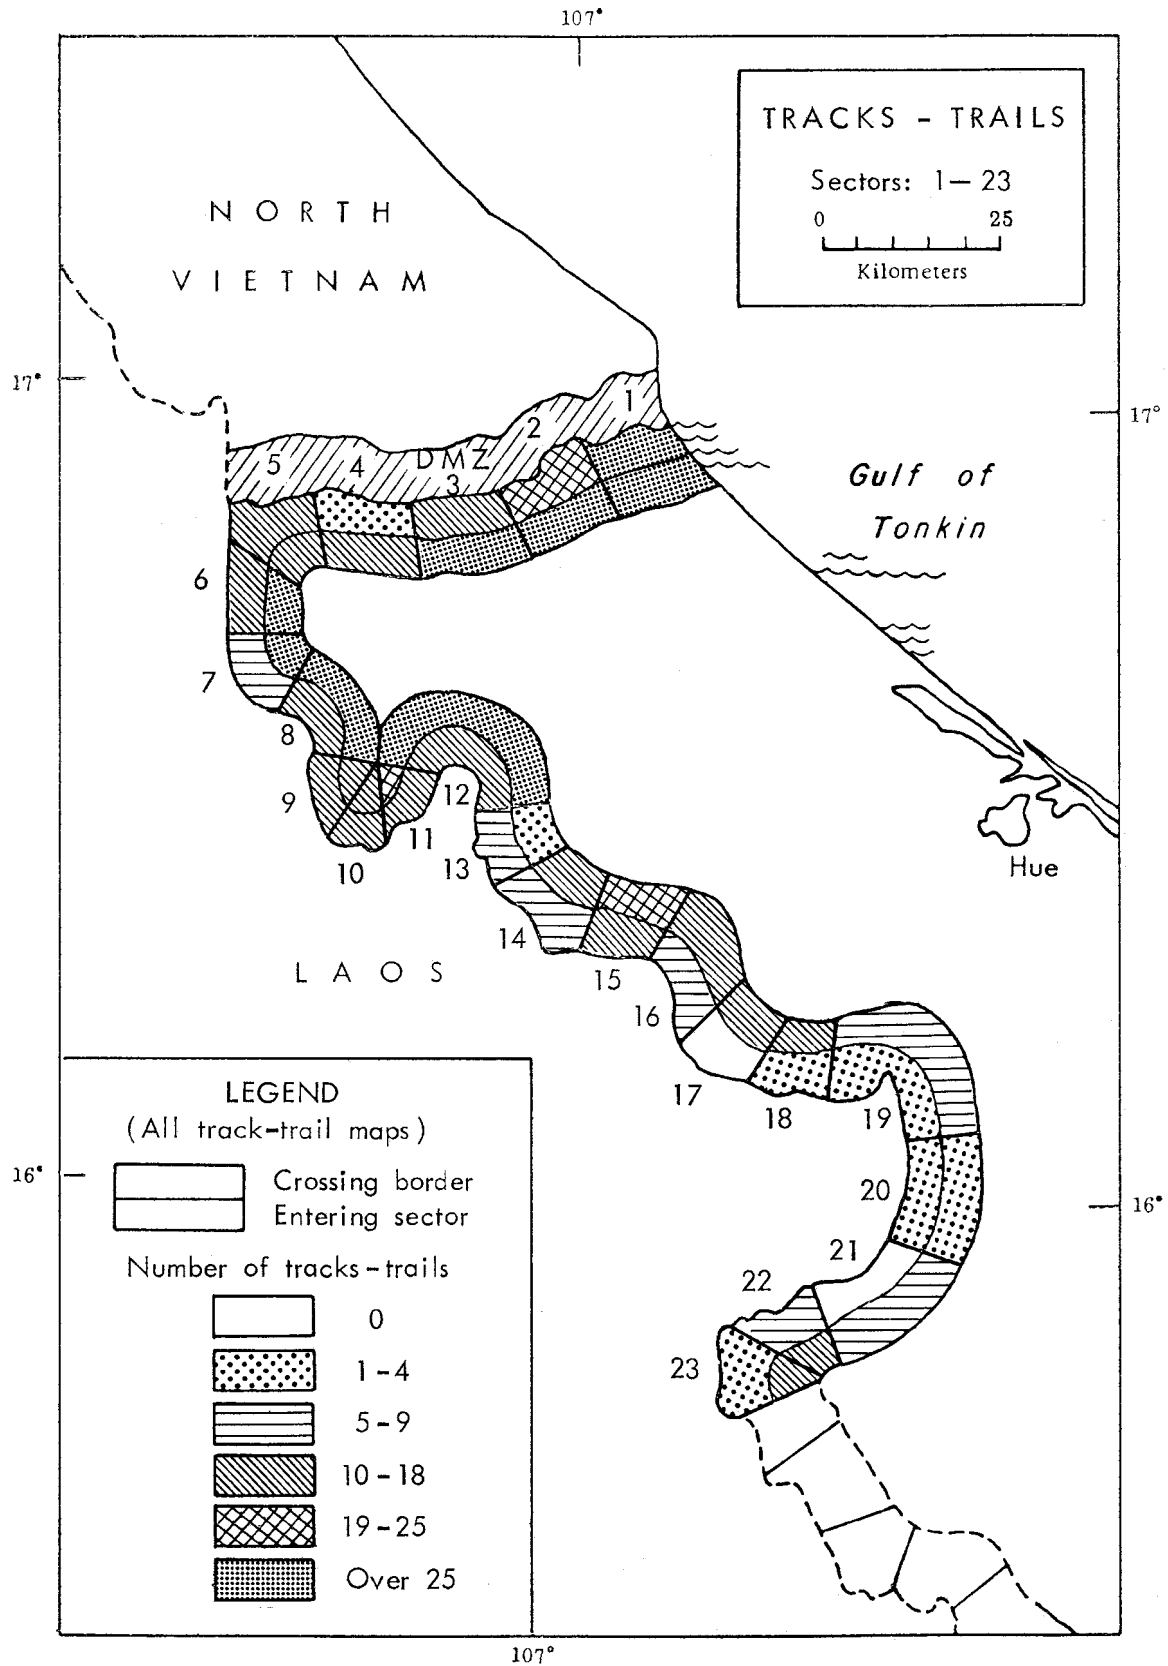 107°
TRACKS - TRAILS
Sectors: 1—23
0 25
Kilometers
NORTH
VIETNAM
17°
17°
1
2
DMZ
3
4
5
Gulf of
Tonkin
6
7
8
9
10
11
12
13
14
15
16
17
18
19
20
21
22
23
Hue
LAOS
16°
16°
LEGEND
(All track-trail maps)
Crossing border
Entering sector
Number of tracks-trails
0
1-4
5-9
10-18
19-25
Over 25
107°